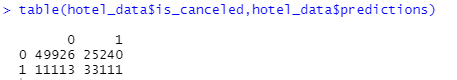 > table(hotel_data$is_canceled,hotel_data$predictions)
0 1
0 49926 25240
1 11113 33111